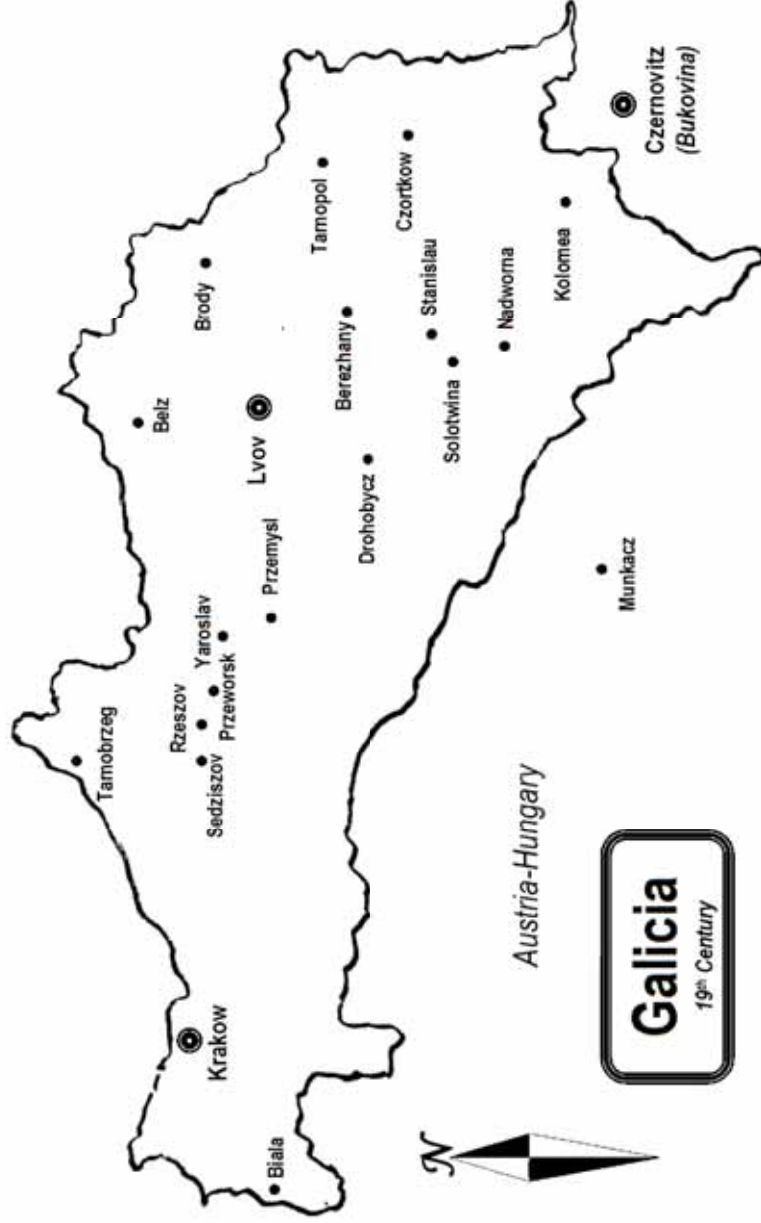 Tarnobrzeg
Belz
Brody
Krakow
Sedziszov
Rzeszov
Przeworsk
Yaroslav
Przemysl
Lvov
Tarnopol
Biala
Drohobycz
Berezhany
Stanislau
Czortkow
Solotwina
Nadworna
Kolomea
Munkacz
Czernovitz
(Bukovina)
Austria-Hungary
N
Galicia
19th Century